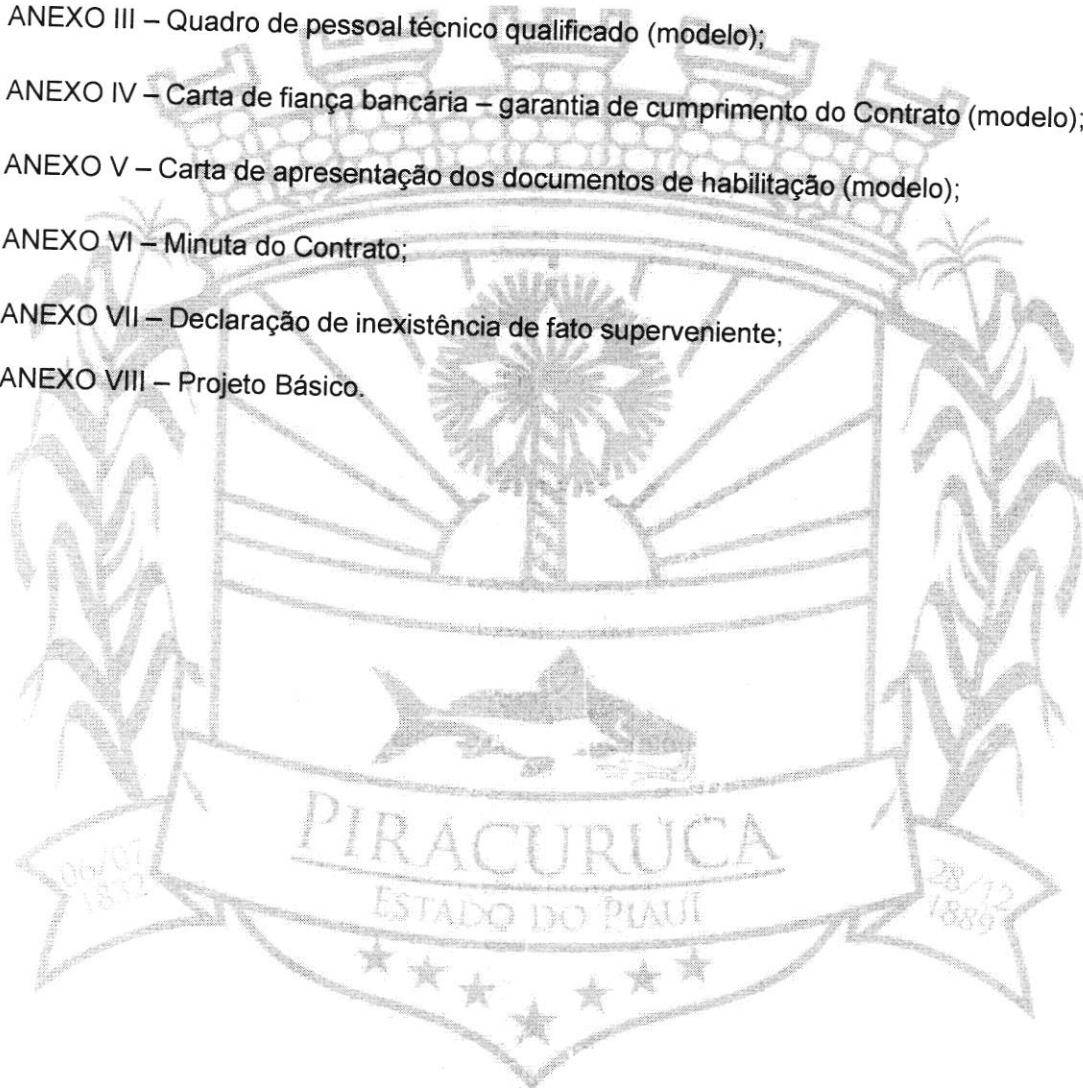 ANEXO III – Quadro de pessoal técnico qualificado (modelo);
ANEXO IV – Carta de fiança bancária – garantia de cumprimento do Contrato (modelo);
ANEXO V – Carta de apresentação dos documentos de habilitação (modelo);
ANEXO VI – Minuta do Contrato;
ANEXO VII – Declaração de inexistência de fato superveniente;
ANEXO VIII – Projeto Básico.
PIRACURUCA
ESTADO DO PIAUÍ
06/07
1832
28/12
1889